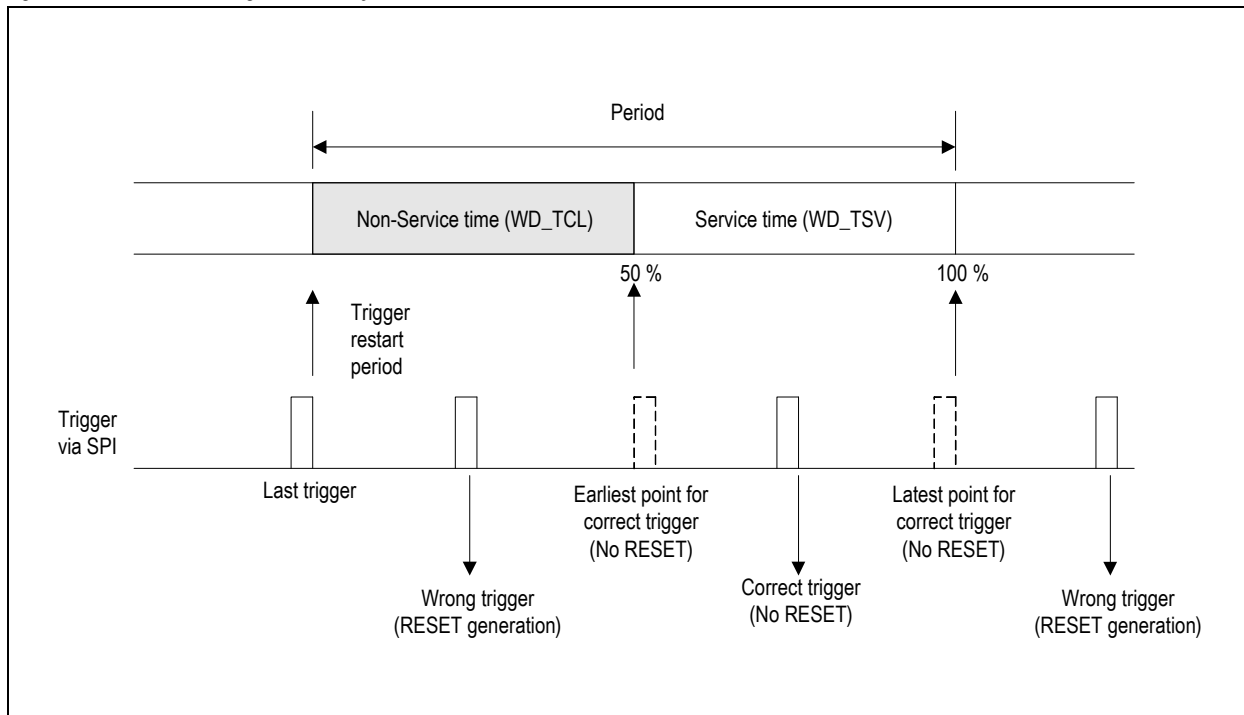 Period
Non-Service time (WD_TCL)
Service time (WD_TSV)
50 %
100 %
Trigger
restart
period
Trigger
via SPI
Last trigger
Earliest point for
correct trigger
(No RESET)
Latest point for
correct trigger
(No RESET)
Wrong trigger
(RESET generation)
Correct trigger
(No RESET)
Wrong trigger
(RESET generation)